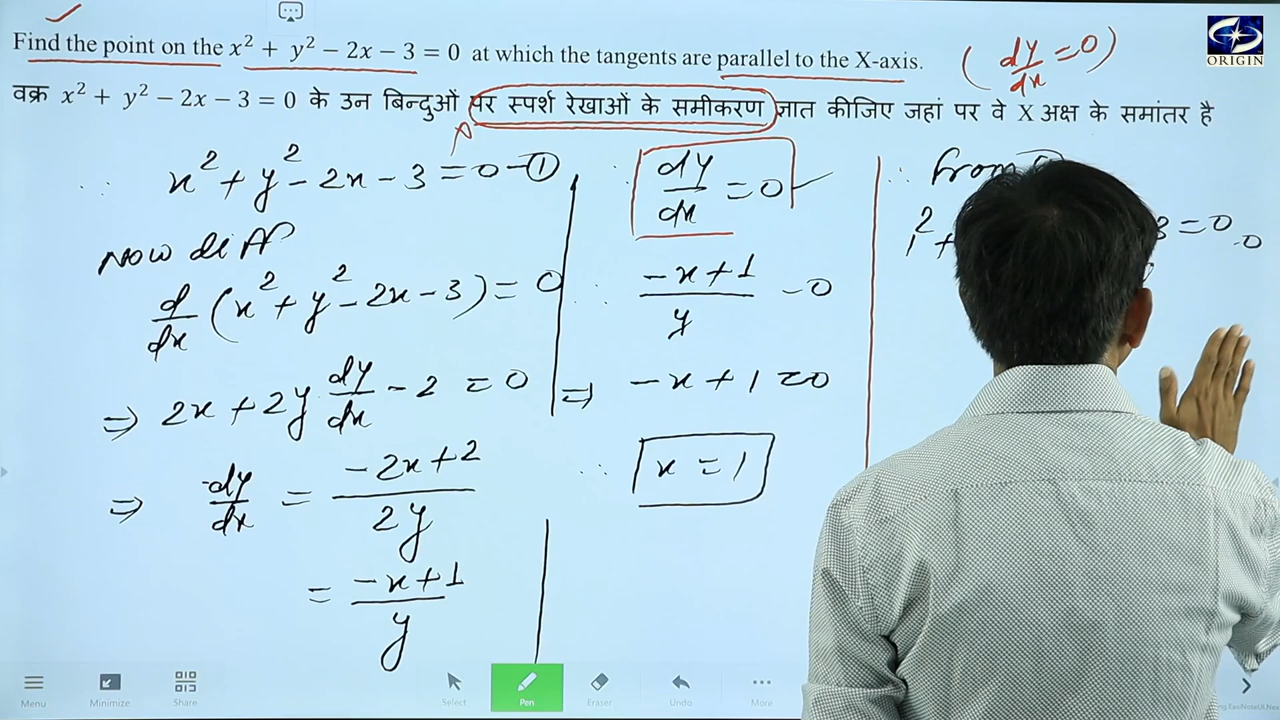 Find the point on the x² + y² − 2x − 3 = 0 at which the tangents are parallel to the X-axis.
(dy/dx = 0)
ORIGIN
वक्र x² + y² − 2x − 3 = 0 के उन बिन्दुओं पर स्पर्श रेखाओं के समीकरण ज्ञात कीजिए जहां पर वे X अक्ष के समांतर है
∴ x² + y² − 2x − 3 = 0 – ①
Now diff
d/dx (x² + y² − 2x − 3) = 0
⇒ 2x + 2y dy/dx − 2 = 0
⇒ dy/dx = (−2x + 2)/2y
= (−x + 1)/y
∴ dy/dx = 0
∴ (−x + 1)/y = 0
⇒ −x + 1 = 0
∴ x = 1
∴ from
1² +
3 = 0
Menu
Minimize
Share
Select
Pen
Eraser
Undo
More